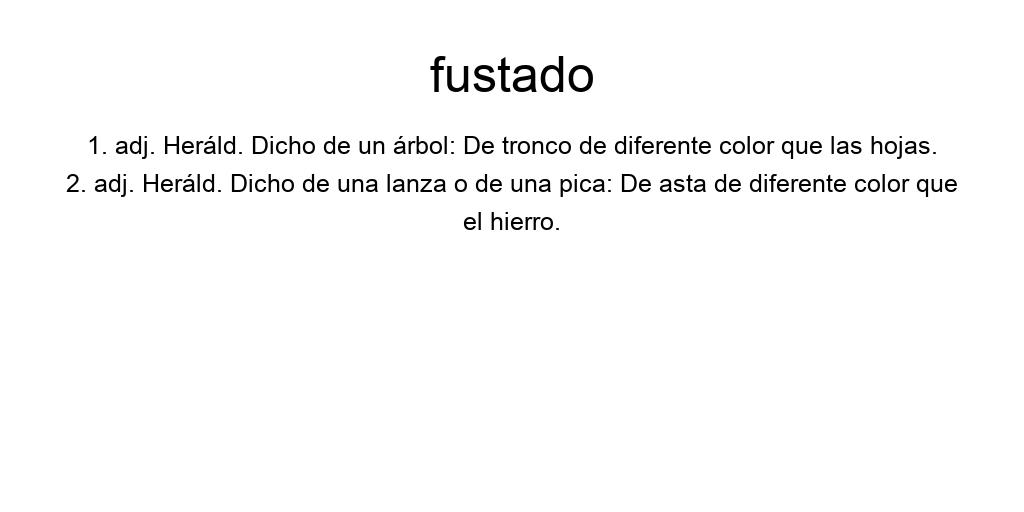 fustado
1. adj. Heráld. Dicho de un árbol: De tronco de diferente color que las hojas.
2. adj. Heráld. Dicho de una lanza o de una pica: De asta de diferente color que
el hierro.